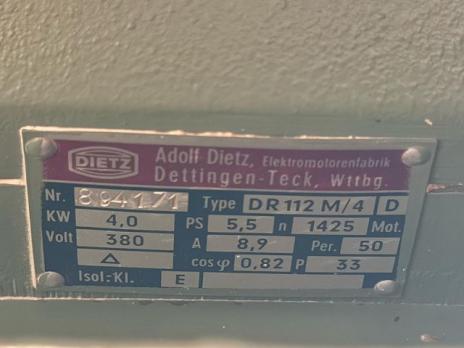 DIETZ
Adolf Dietz, Elektromotorenfabrik
Dettingen-Teck, Wttbg.
Nr. 894171 Type DR 112 M/4 D
KW 4,0 PS 5,5 n 1425 Mot.
Volt 380 A 8,9 Per. 50
Δ cos φ 0,82 P 33
Isol.-Kl. E